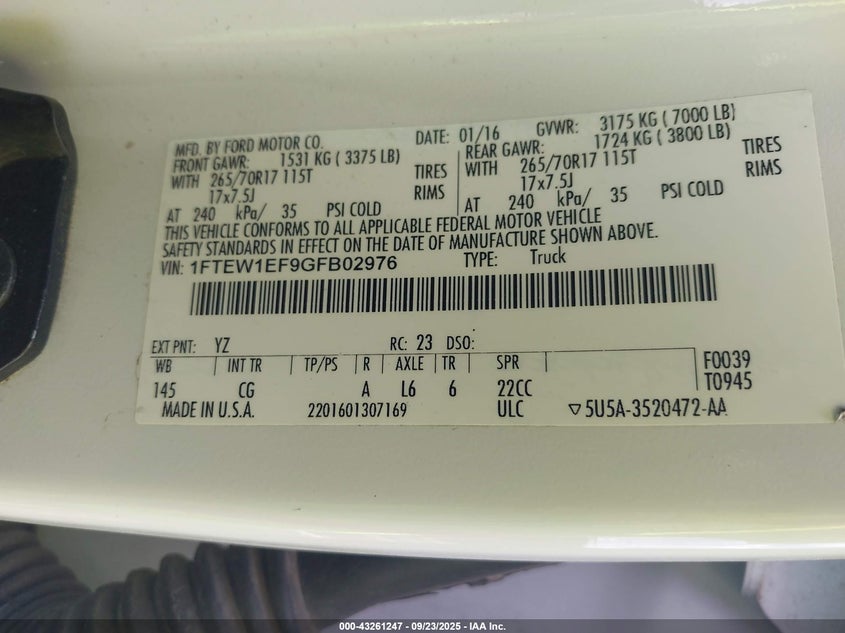 MFD. BY FORD MOTOR CO. DATE: 01/16 GVWR: 3175 KG ( 7000 LB)
FRONT GAWR: 1531 KG ( 3375 LB) REAR GAWR: 1724 KG ( 3800 LB)
WITH 265/70R17 115T TIRES WITH 265/70R17 115T TIRES
17x7.5J RIMS 17x7.5J RIMS
AT 240 kPa/ 35 PSI COLD AT 240 kPa/ 35 PSI COLD
THIS VEHICLE CONFORMS TO ALL APPLICABLE FEDERAL MOTOR VEHICLE
SAFETY STANDARDS IN EFFECT ON THE DATE OF MANUFACTURE SHOWN ABOVE.
VIN: 1FTEW1EF9GFB02976 TYPE: Truck
EXT PNT: YZ RC: 23 DSO:
WB INT TR TP/PS R AXLE TR SPR F0039
145 CG A L6 6 22CC T0945
MADE IN U.S.A. 2201601307169 ULC ▽5U5A-3520472-AA
000-43261247 - 09/23/2025 - IAA Inc.